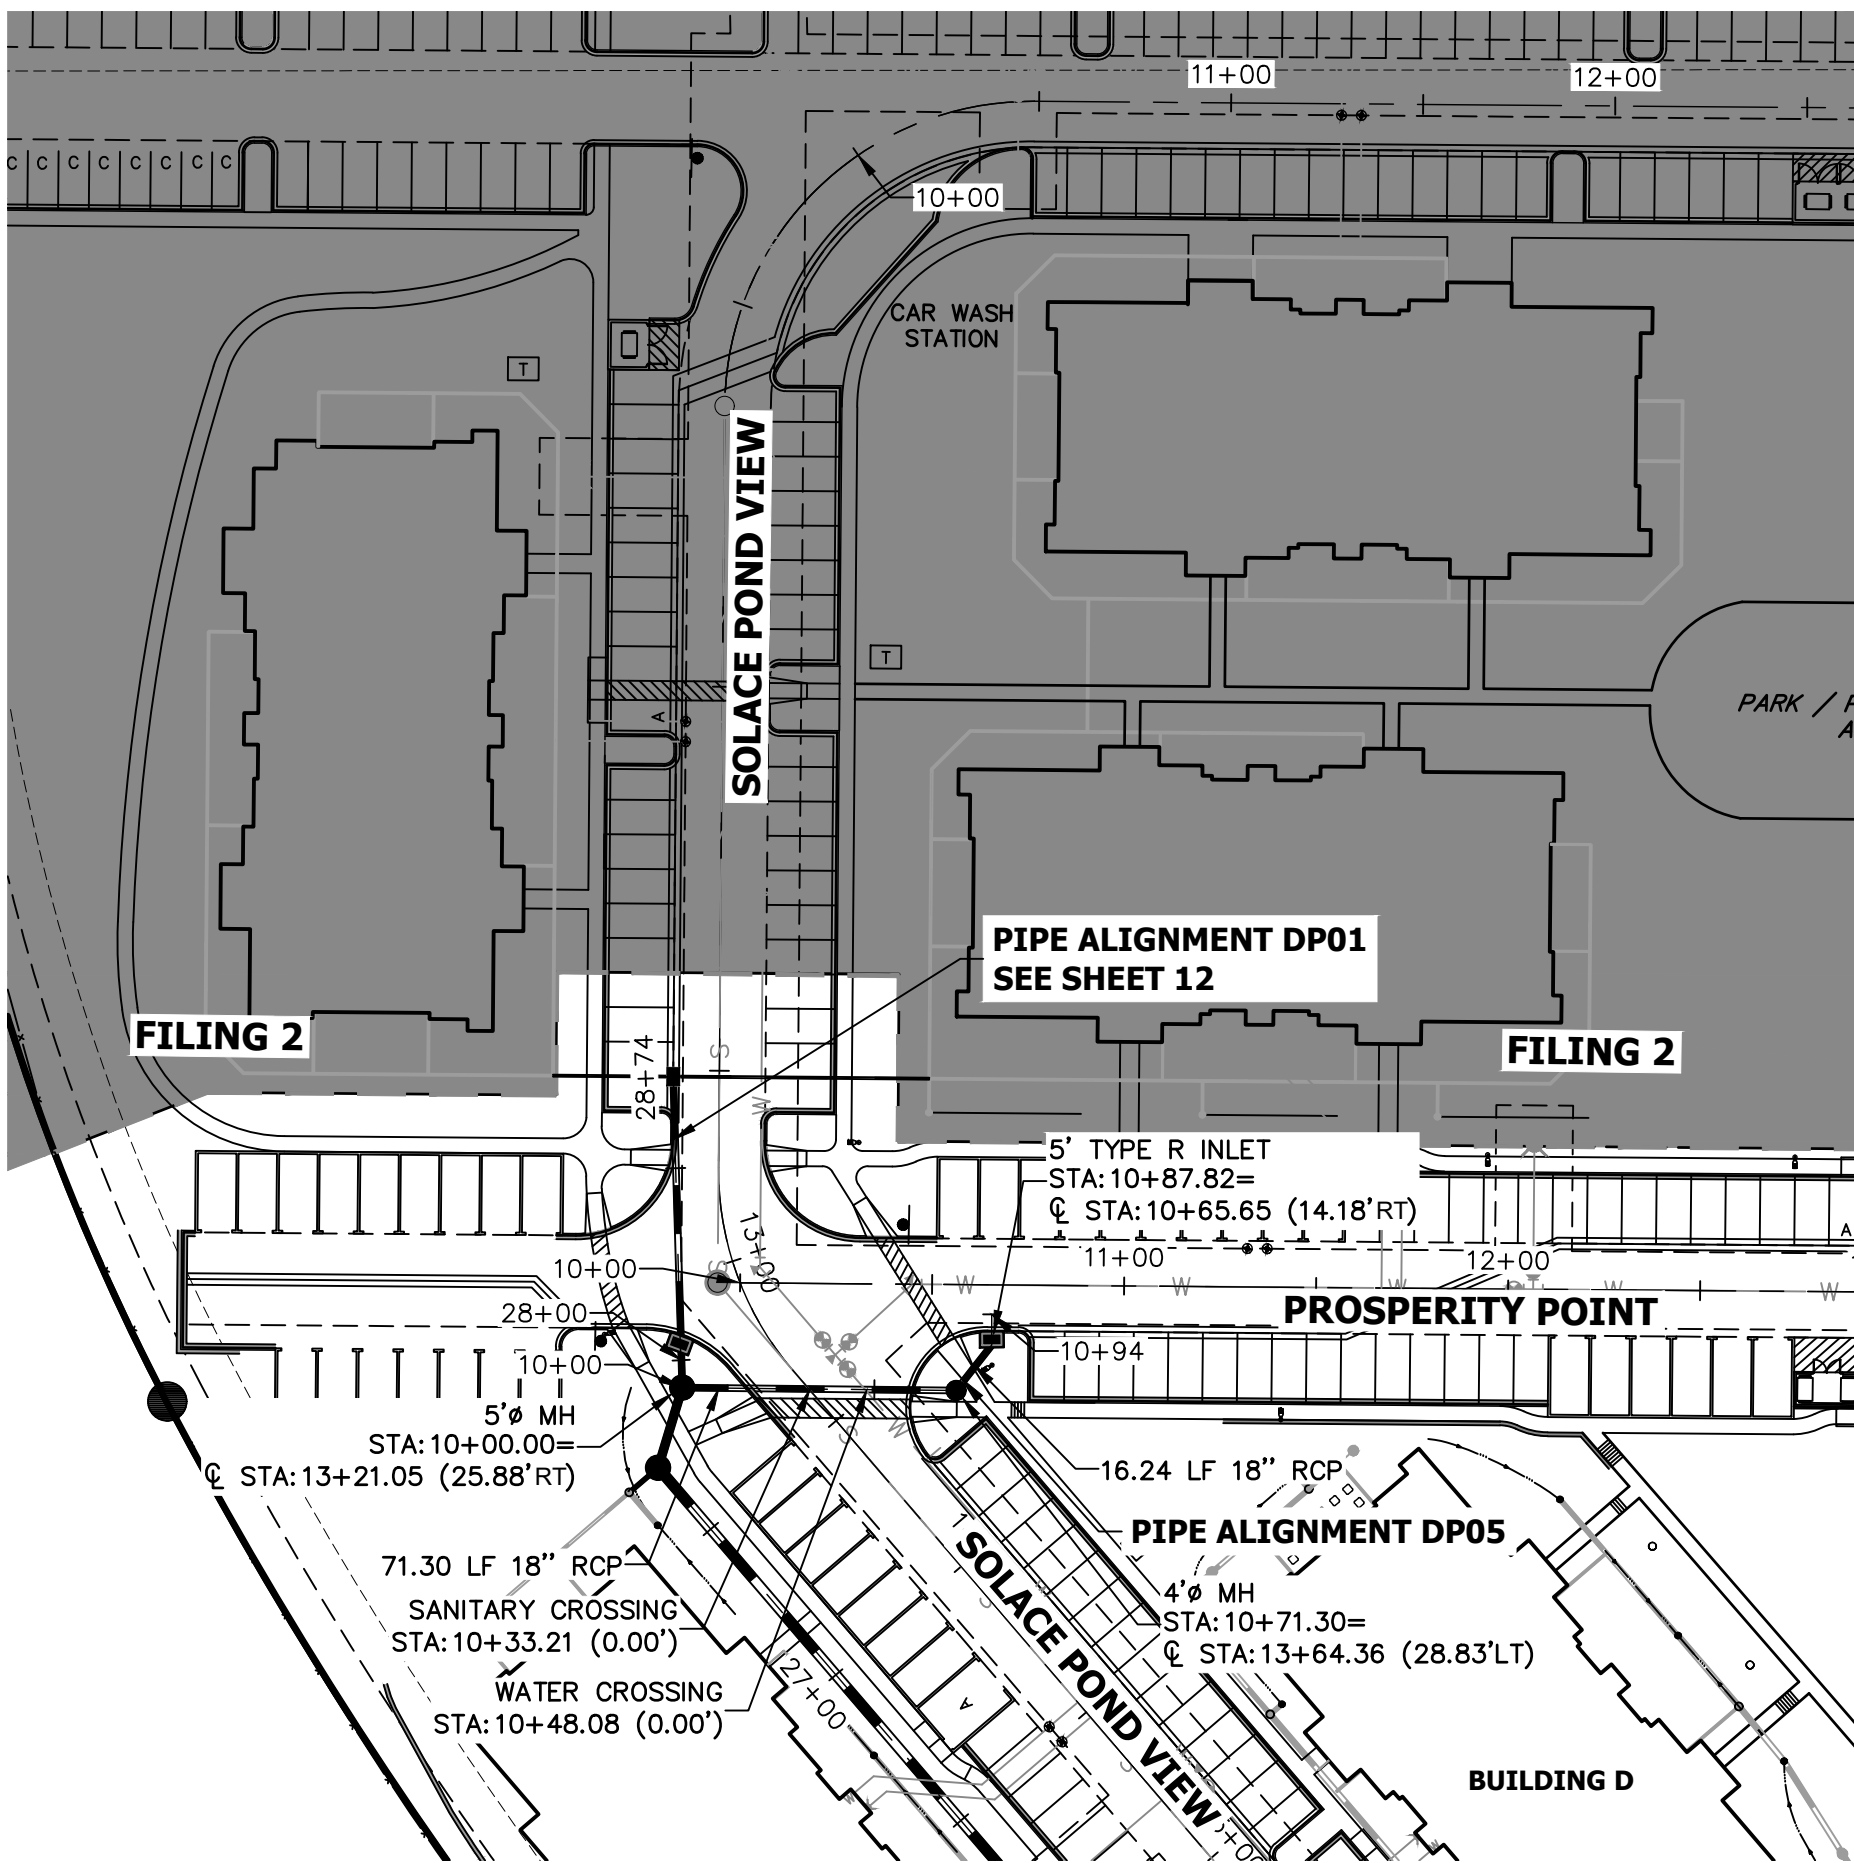 11+00
12+00
C C C C C C C C
10+00
CAR WASH
STATION
T
SOLACE POND VIEW
T
A
PARK /
PIPE ALIGNMENT DP01
SEE SHEET 12
FILING 2
FILING 2
28+74
S
W
5' TYPE R INLET
STA:10+87.82=
℄ STA:10+65.65 (14.18'RT)
A
13+00
11+00
12+00
10+00
S
W
W
W
W
W
28+00
PROSPERITY POINT
10+00
10+94
5'ø MH
STA:10+00.00=
℄ STA:13+21.05 (25.88'RT)
S
W
16.24 LF 18" RCP
PIPE ALIGNMENT DP05
71.30 LF 18" RCP
SANITARY CROSSING
STA:10+33.21 (0.00')
SOLACE POND VIEW
4'ø MH
STA:10+71.30=
℄ STA:13+64.36 (28.83'LT)
WATER CROSSING
STA:10+48.08 (0.00')
27+00
A
BUILDING D